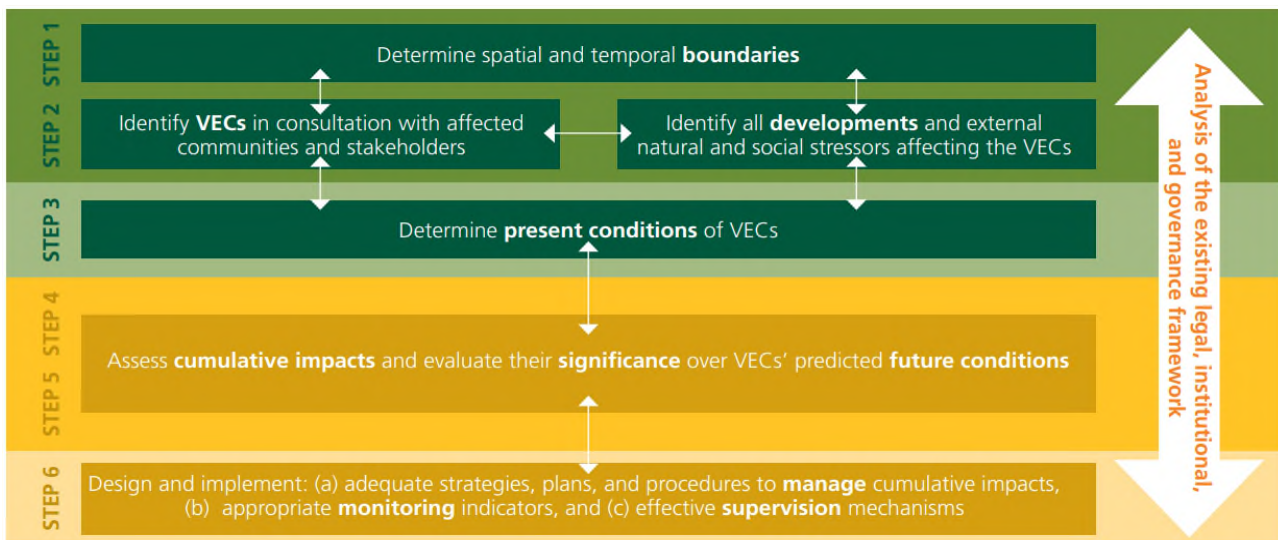 STEP 1
Determine spatial and temporal boundaries
STEP 2
Identify VECs in consultation with affected
communities and stakeholders
Identify all developments and external
natural and social stressors affecting the VECs
STEP 3
Determine present conditions of VECs
STEP 4
STEP 5
Assess cumulative impacts and evaluate their significance over VECs’ predicted future conditions
STEP 6
Design and implement: (a) adequate strategies, plans, and procedures to manage cumulative impacts,
(b) appropriate monitoring indicators, and (c) effective supervision mechanisms
Analysis of the existing legal, institutional,
and governance framework